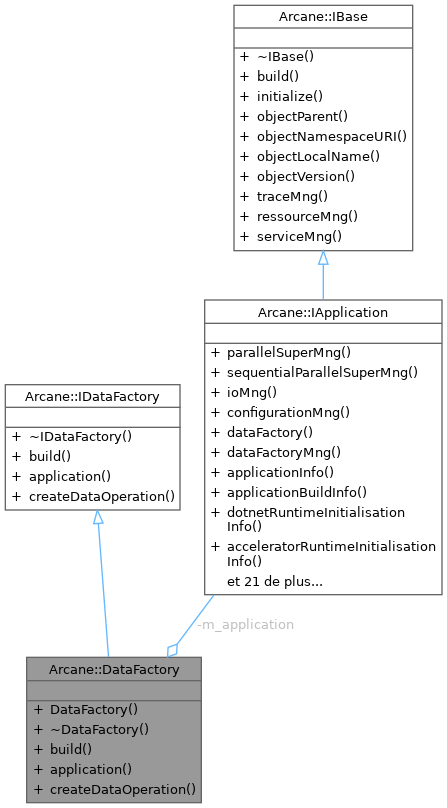 Arcane::IBase
+ ~IBase()
+ build()
+ initialize()
+ objectParent()
+ objectNamespaceURI()
+ objectLocalName()
+ objectVersion()
+ traceMng()
+ ressourceMng()
+ serviceMng()
Arcane::IApplication
+ parallelSuperMng()
+ sequentialParallelSuperMng()
+ ioMng()
+ configurationMng()
+ dataFactory()
+ dataFactoryMng()
+ applicationInfo()
+ applicationBuildInfo()
+ dotnetRuntimeInitialisation
Info()
+ acceleratorRuntimeInitialisation
Info()
et 21 de plus...
Arcane::IDataFactory
+ ~IDataFactory()
+ build()
+ application()
+ createDataOperation()
-m_application
Arcane::DataFactory
+ DataFactory()
+ ~DataFactory()
+ build()
+ application()
+ createDataOperation()